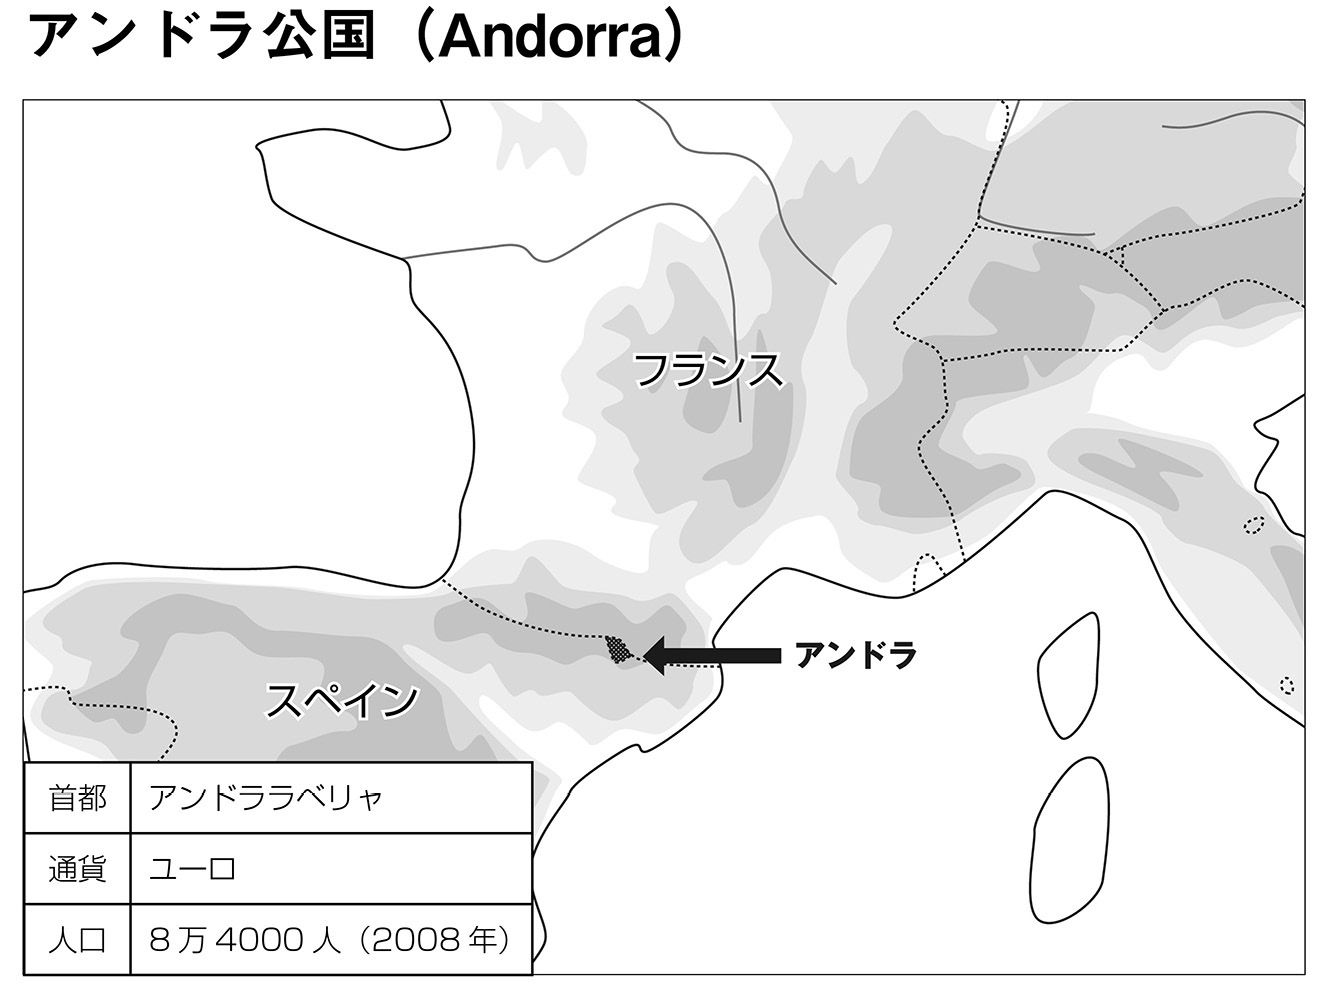 アンドラ公国（Andorra）
フランス
アンドラ
スペイン
首都 アンドララベリャ
通貨 ユーロ
人口 8万4000人（2008年）